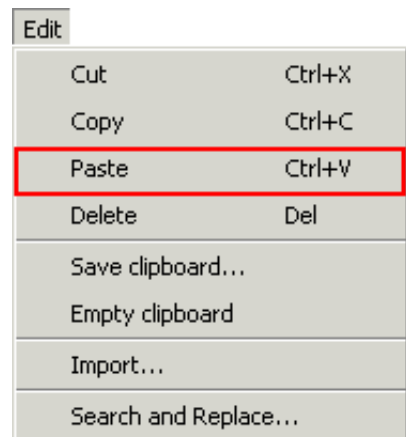 Edit
Cut Ctrl+X
Copy Ctrl+C
Paste Ctrl+V
Delete Del
Save clipboard...
Empty clipboard
Import...
Search and Replace...